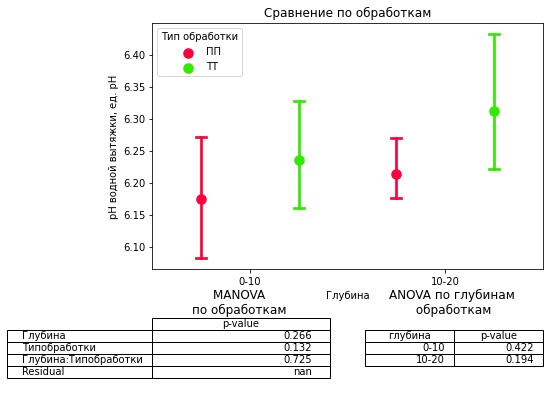 Сравнение по обработкам
Тип обработки
ПП
ТТ
рН водной вытяжки, ед. рН
6.40
6.35
6.30
6.25
6.20
6.15
6.10
0-10
10-20
Глубина
MANOVA
по обработкам
p-value
Глубина 0.266
Типобработки 0.132
Глубина:Типобработки 0.725
Residual nan
ANOVA по глубинам
обработкам
глубина p-value
0-10 0.422
10-20 0.194